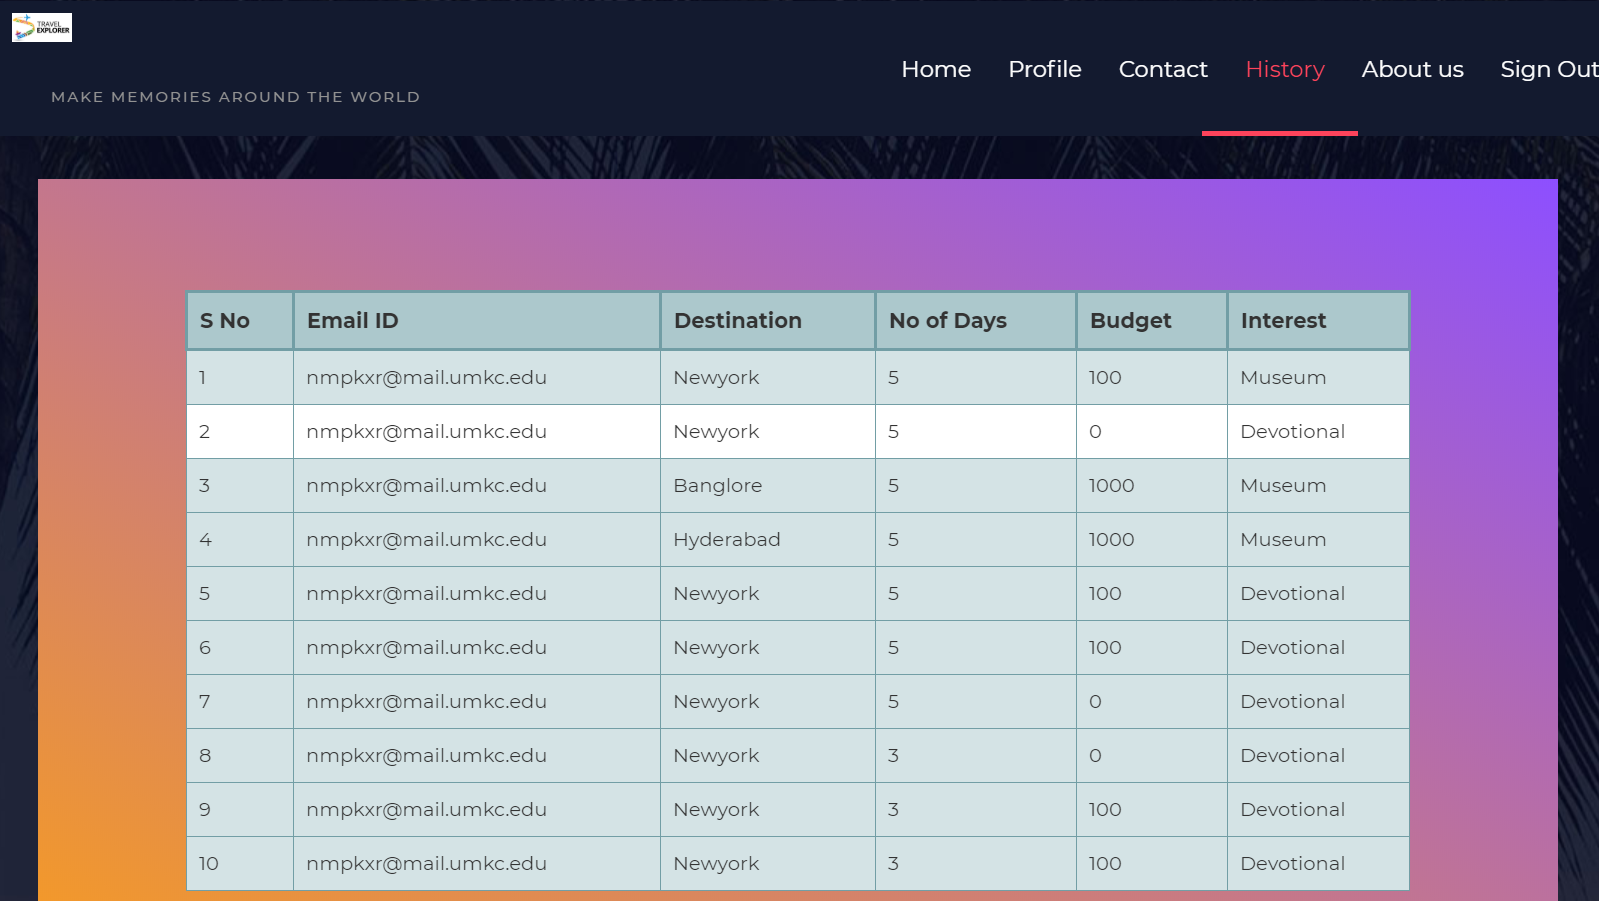 TRAVEL
EXPLORER
Home Profile Contact History About us Sign Out
MAKE MEMORIES AROUND THE WORLD
S No Email ID Destination No of Days Budget Interest
1 nmpkxr@mail.umkc.edu Newyork 5 100 Museum
2 nmpkxr@mail.umkc.edu Newyork 5 0 Devotional
3 nmpkxr@mail.umkc.edu Banglore 5 1000 Museum
4 nmpkxr@mail.umkc.edu Hyderabad 5 1000 Museum
5 nmpkxr@mail.umkc.edu Newyork 5 100 Devotional
6 nmpkxr@mail.umkc.edu Newyork 5 100 Devotional
7 nmpkxr@mail.umkc.edu Newyork 5 0 Devotional
8 nmpkxr@mail.umkc.edu Newyork 3 0 Devotional
9 nmpkxr@mail.umkc.edu Newyork 3 100 Devotional
10 nmpkxr@mail.umkc.edu Newyork 3 100 Devotional